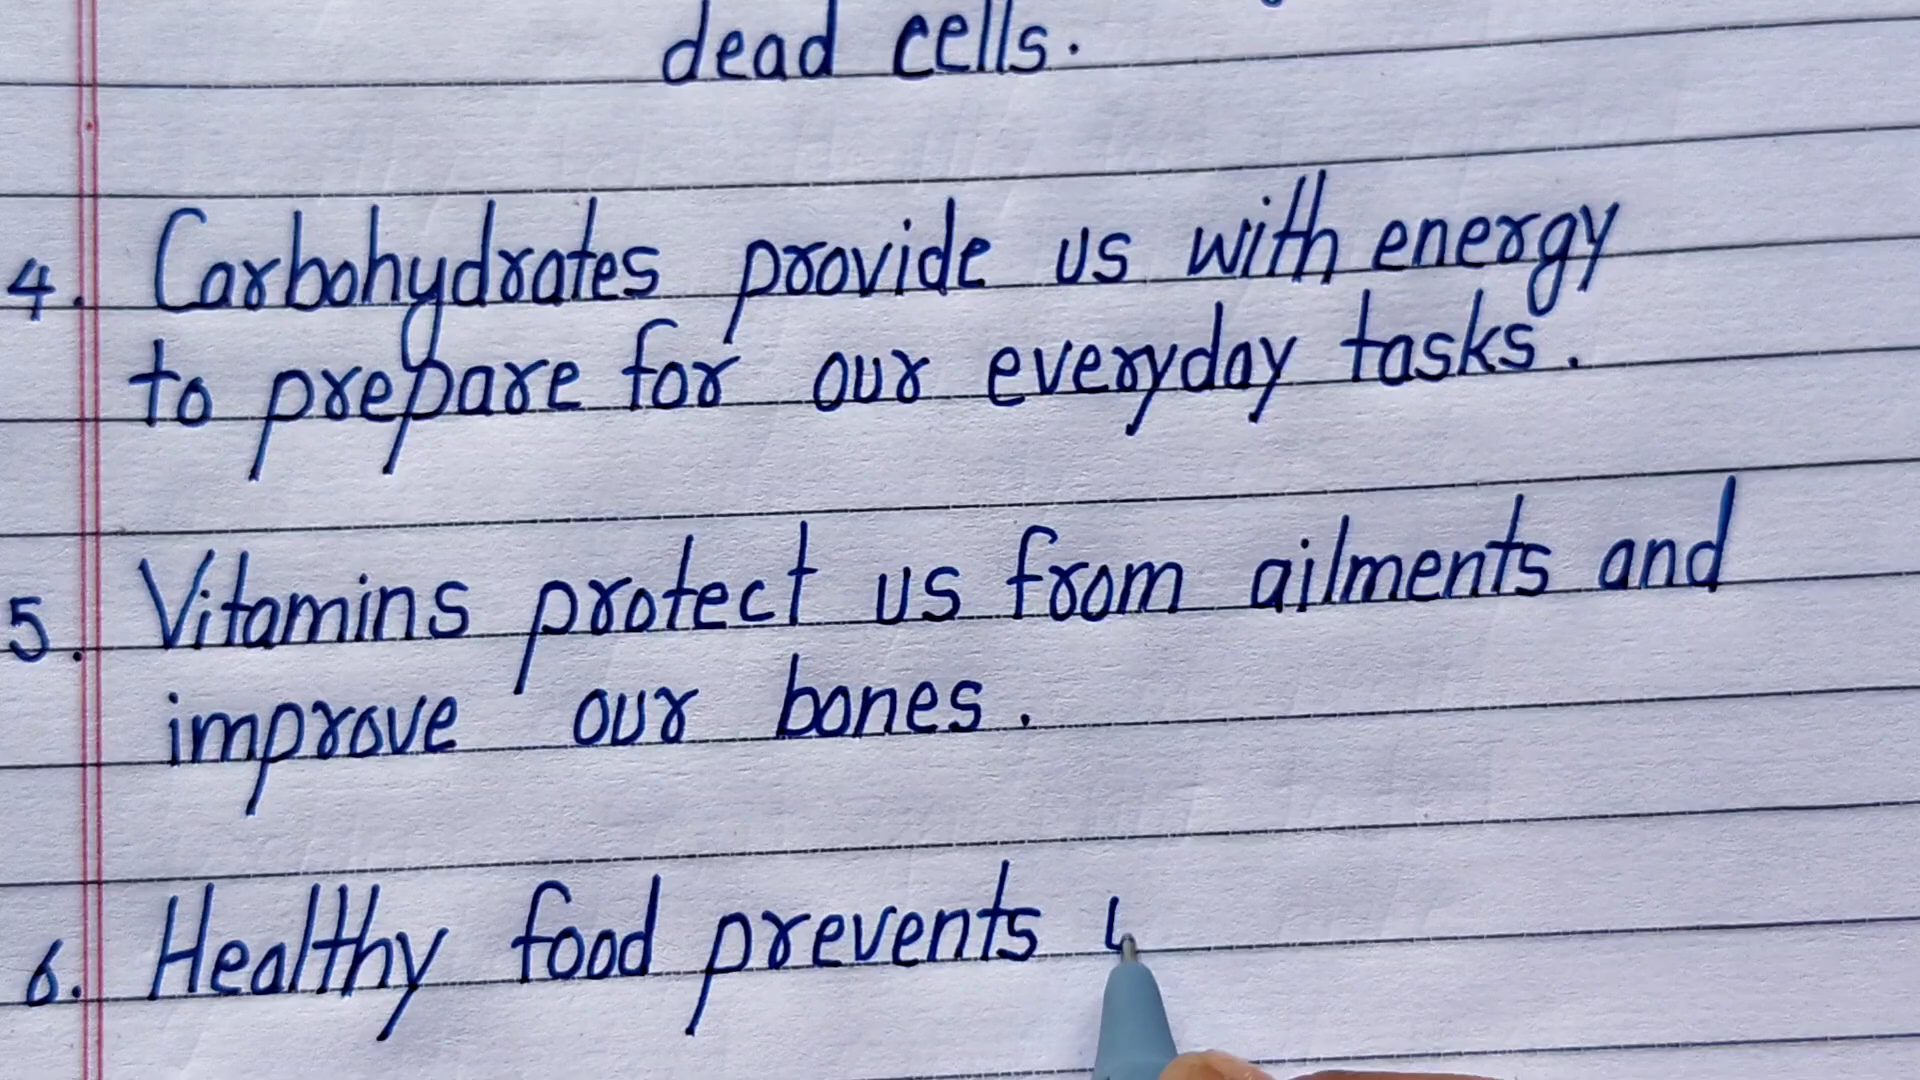 dead cells.
4. Carbohydrates provide us with energy
to prepare for our everyday tasks.
5. Vitamins protect us from ailments and
improve our bones.
6. Healthy food prevents